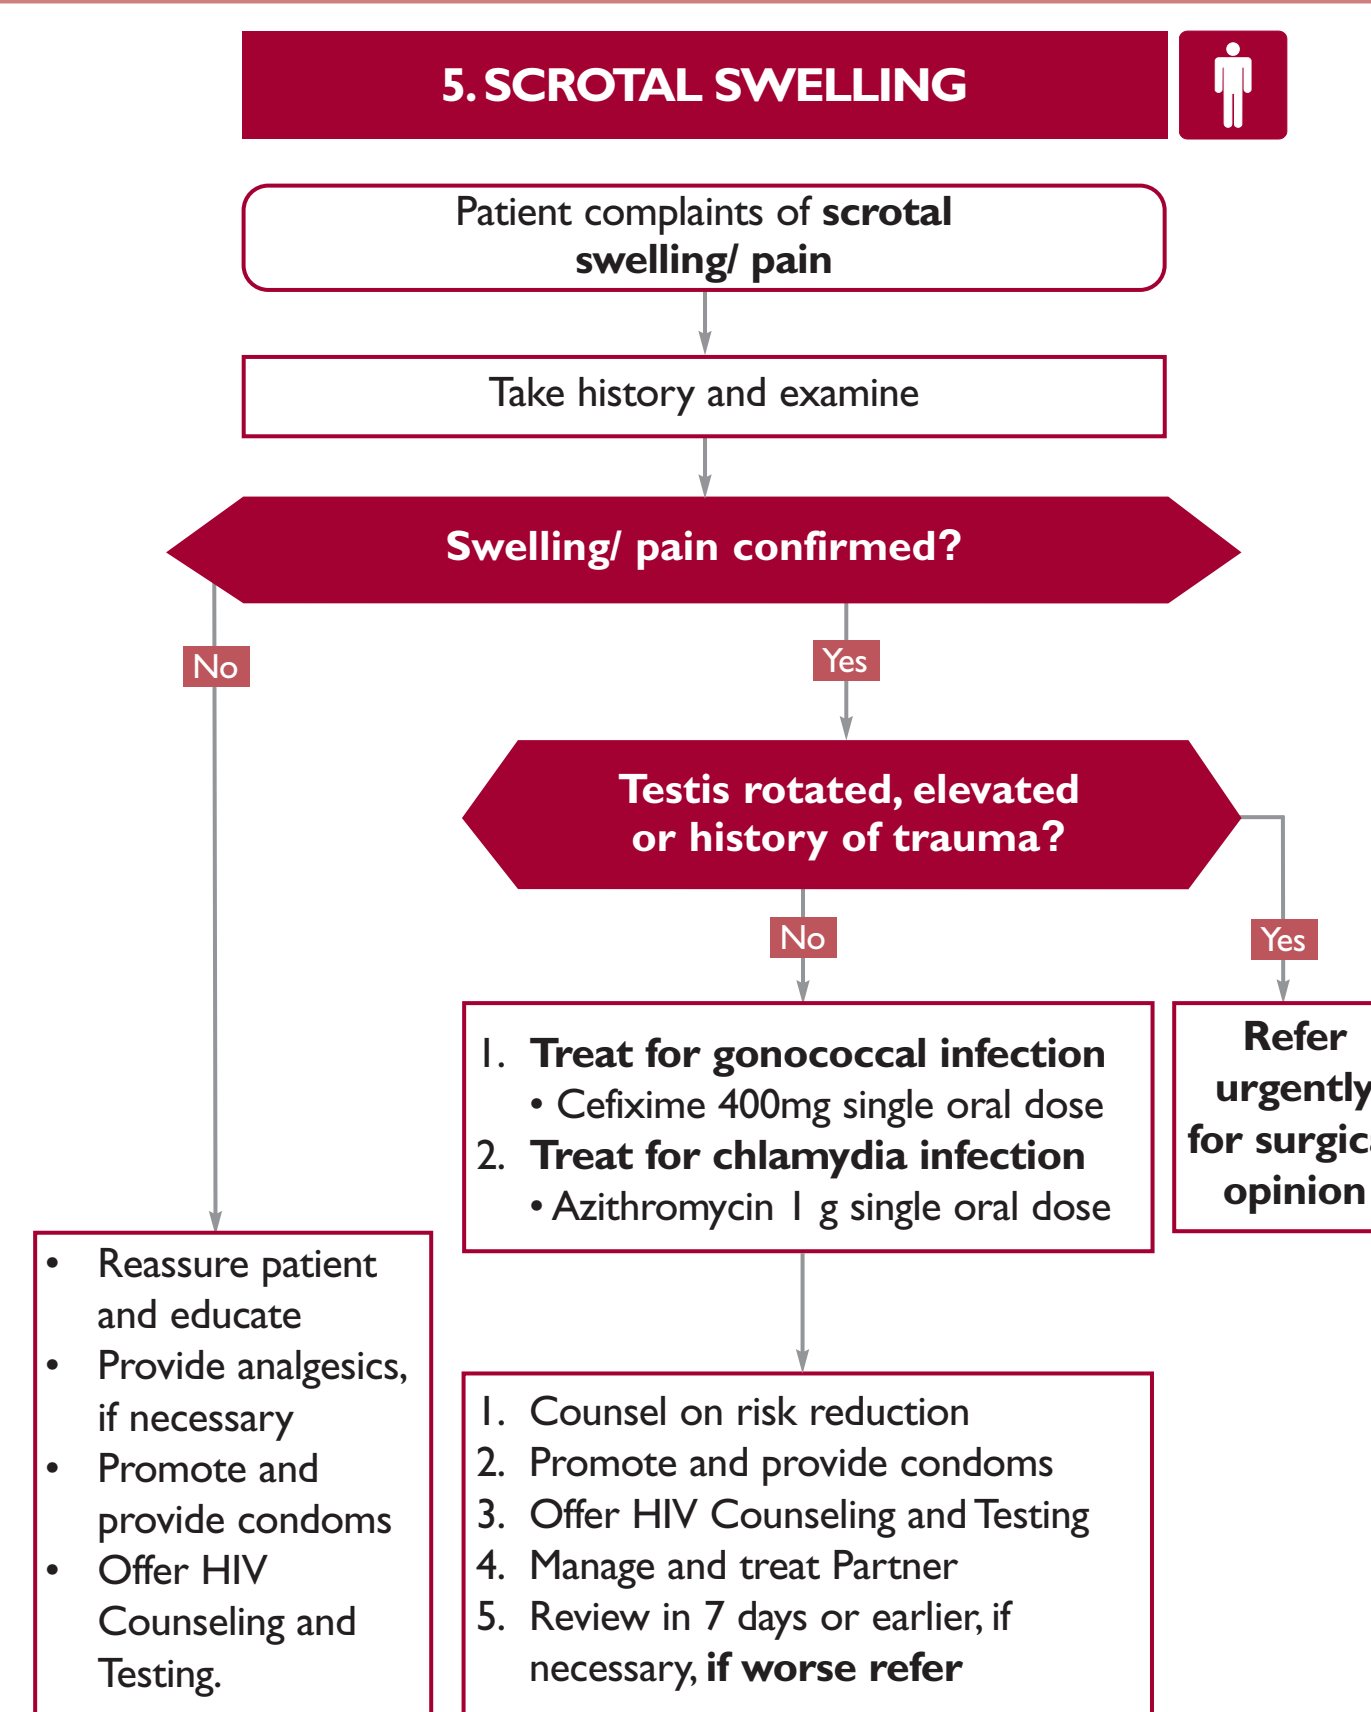 5. SCROTAL SWELLING
Patient complaints of scrotal
swelling/ pain
Take history and examine
Swelling/ pain confirmed?
No
Yes
Testis rotated, elevated
or history of trauma?
No
Yes
1. Treat for gonococcal infection
• Cefixime 400mg single oral dose
2. Treat for chlamydia infection
• Azithromycin 1 g single oral dose
Refer
urgently
for
opinion
• Reassure patient
and educate
• Provide analgesics,
if necessary
• Promote and
provide condoms
• Offer HIV
Counseling and
Testing.
1. Counsel on risk reduction
2. Promote and provide condoms
3. Offer HIV Counseling and Testing
4. Manage and treat Partner
5. Review in 7 days or earlier, if
necessary, if worse refer